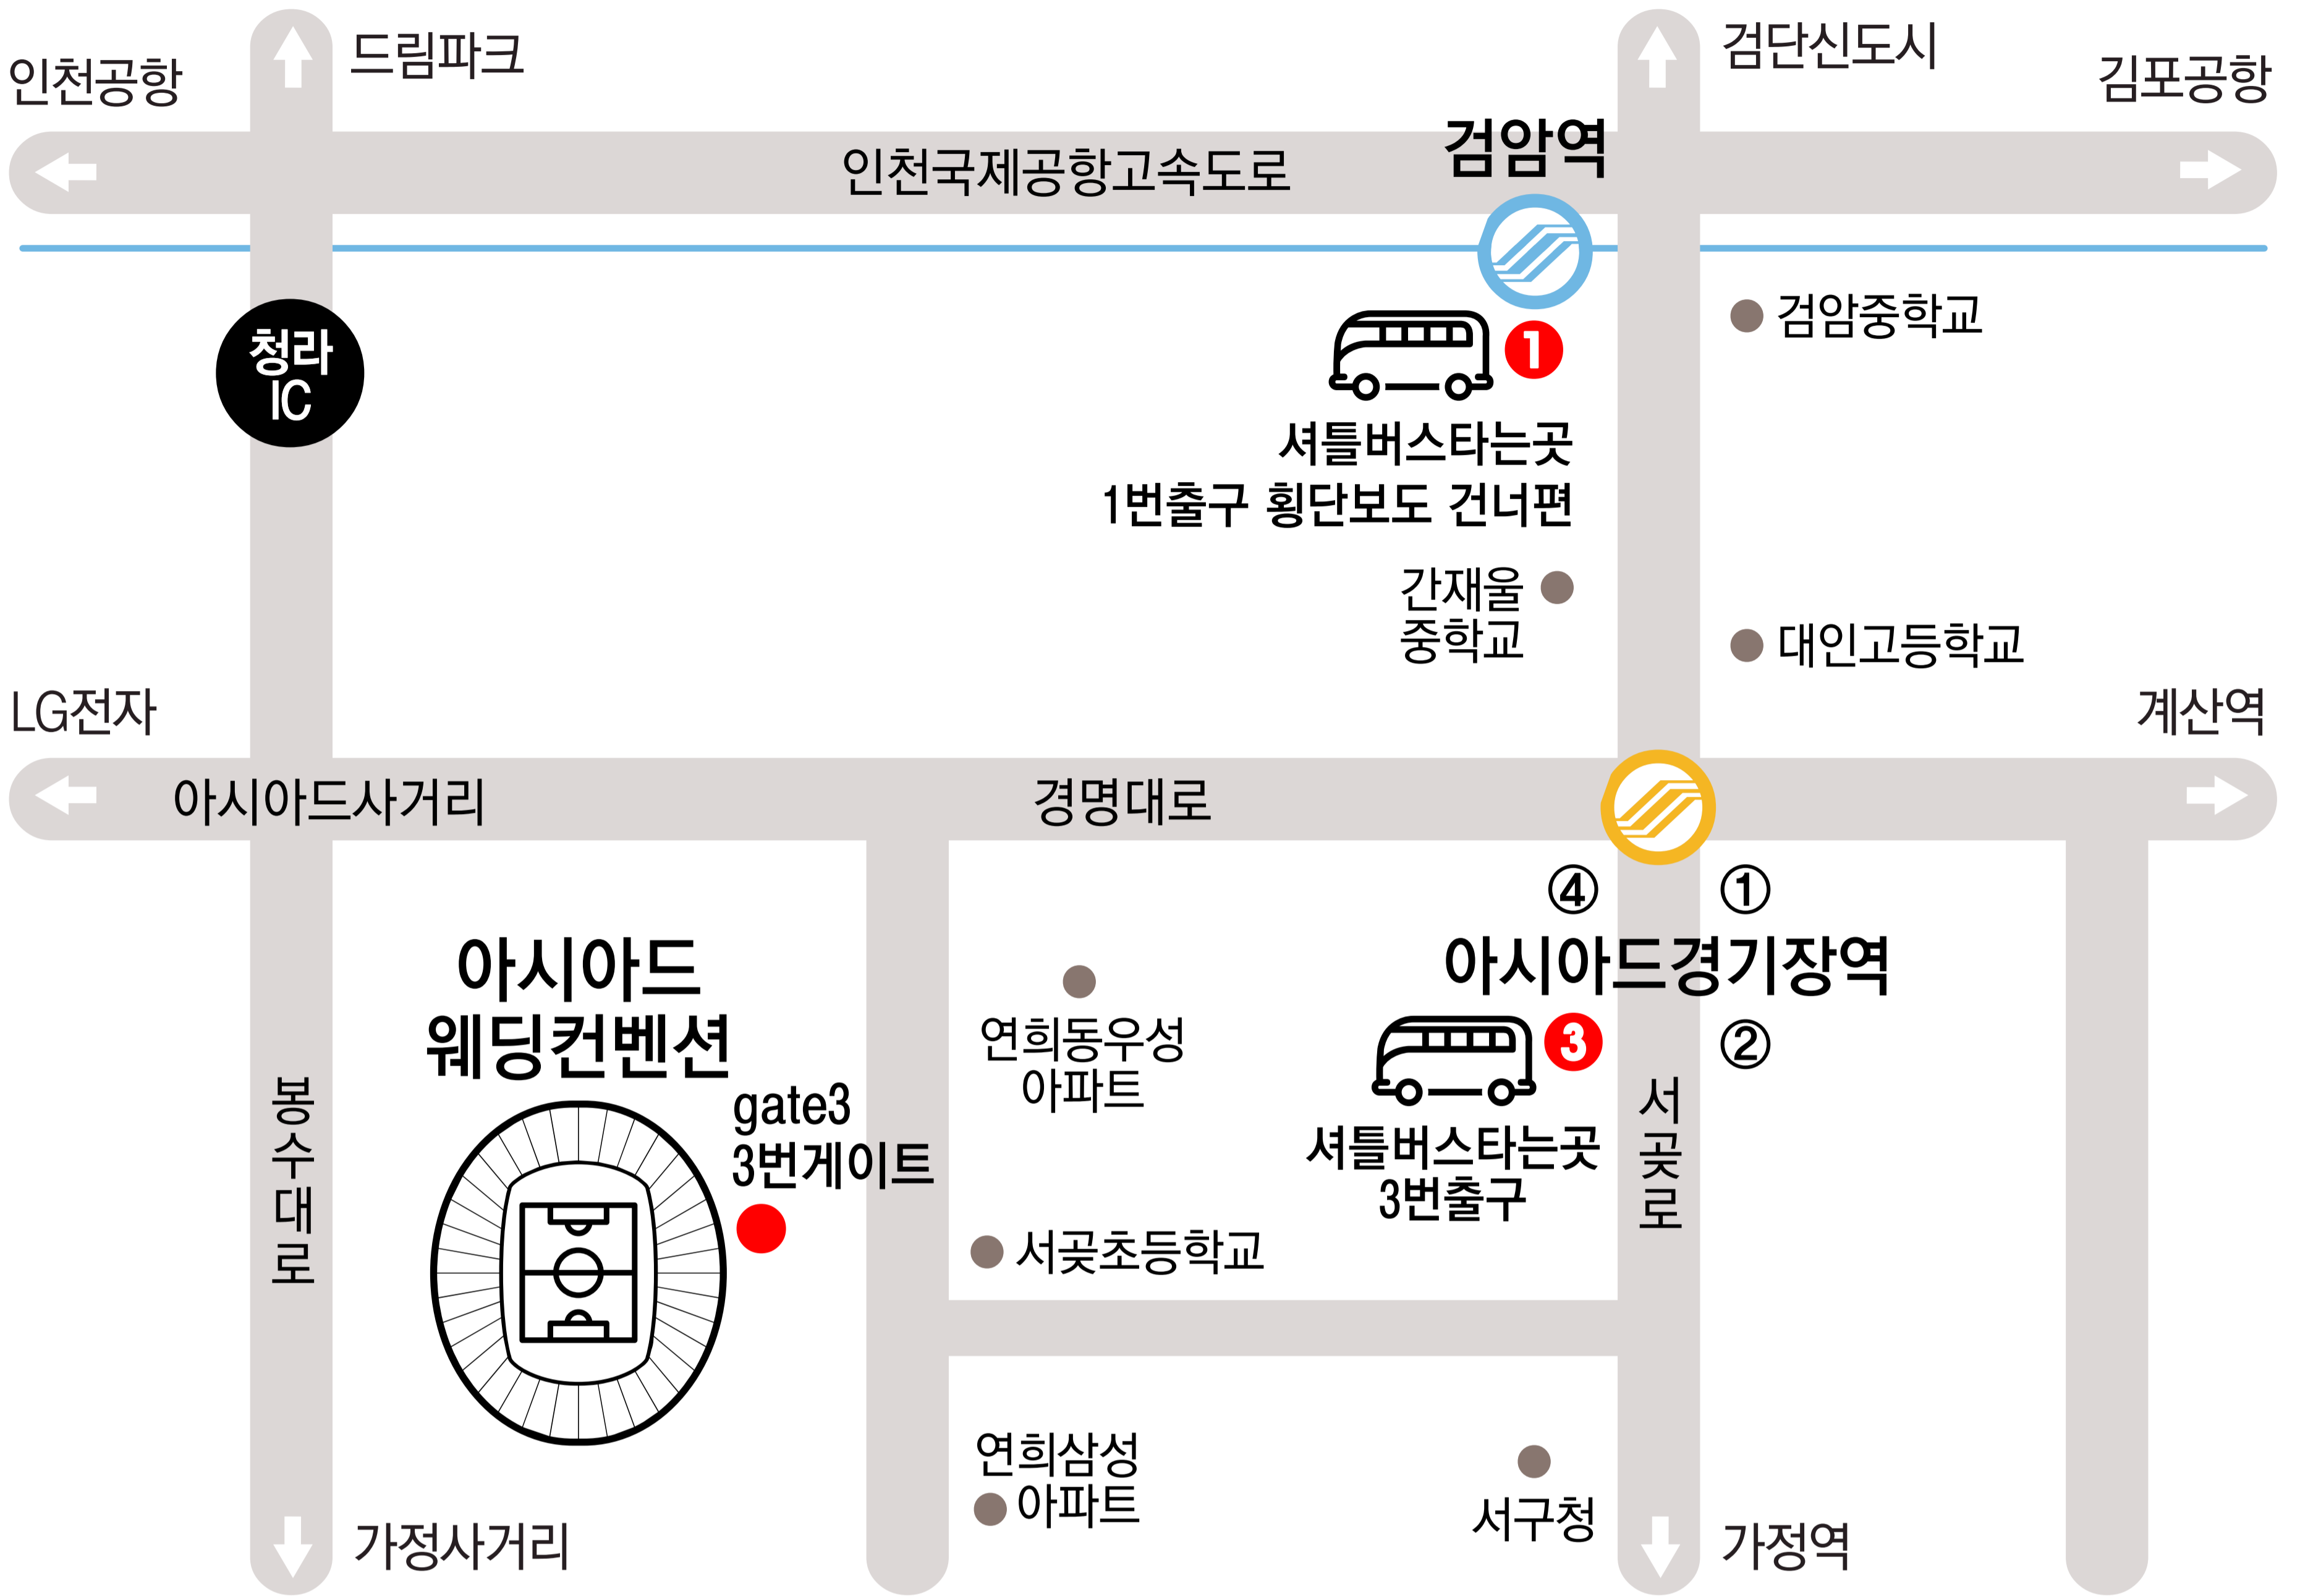 인천공항
드림파크
검단신도시
김포공항
인천국제공항고속도로
검암역
청라
IC
1
검암중학교
셔틀버스타는곳
1번출구 횡단보도 건너편
간재울
중학교
대인고등학교
LG전자
계산역
아시아드사거리
경명대로
④
①
아시아드
웨딩컨벤션
아시아드경기장역
3
②
연희동우성
아파트
gate3
3번게이트
봉수대로
서곶로
셔틀버스타는곳
3번출구
서곶초등학교
연희삼성
아파트
서구청
가정사거리
가정역